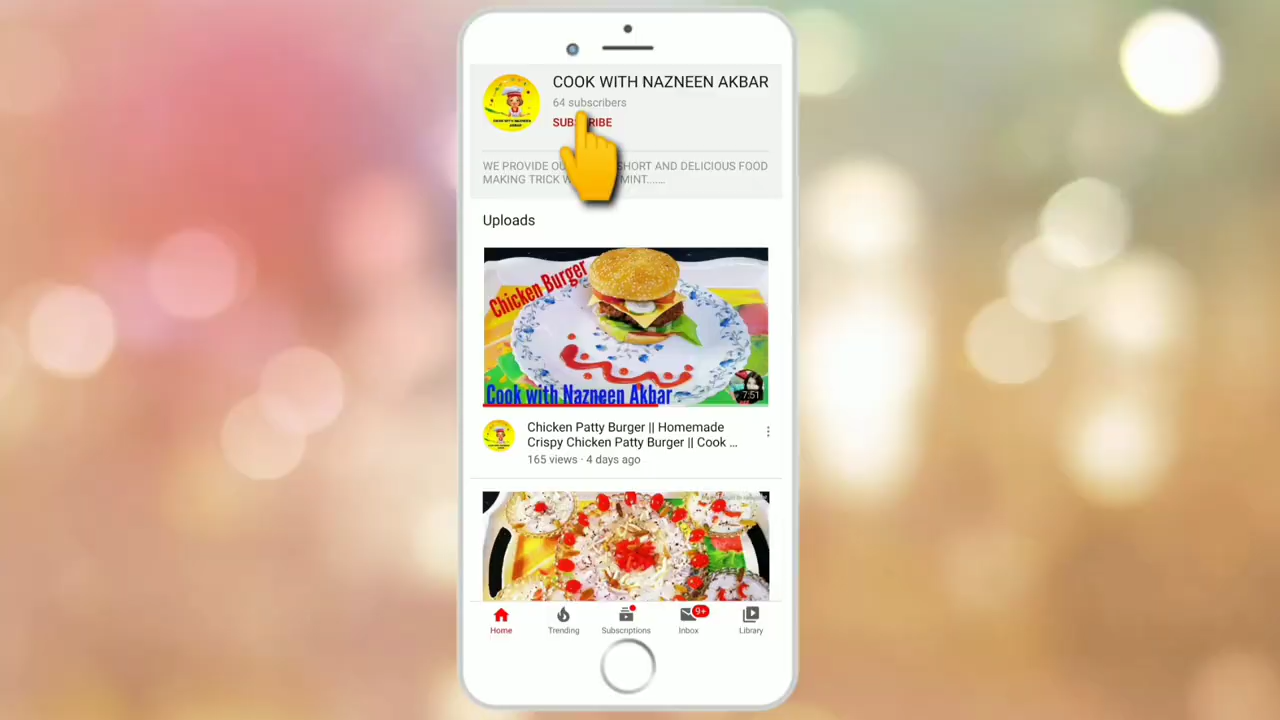 COOK WITH NAZNEEN AKBAR
64 subscribers
SUBSCRIBE
WE PROVIDE SHORT AND DELICIOUS FOOD
MAKING TRICK MINT......
Uploads
Chicken Burger
Cook with Nazneen Akbar
7:51
Chicken Patty Burger || Homemade
Crispy Chicken Patty Burger || Cook ...
165 views · 4 days ago
Home
Trending
Subscriptions
9+
Inbox
Library